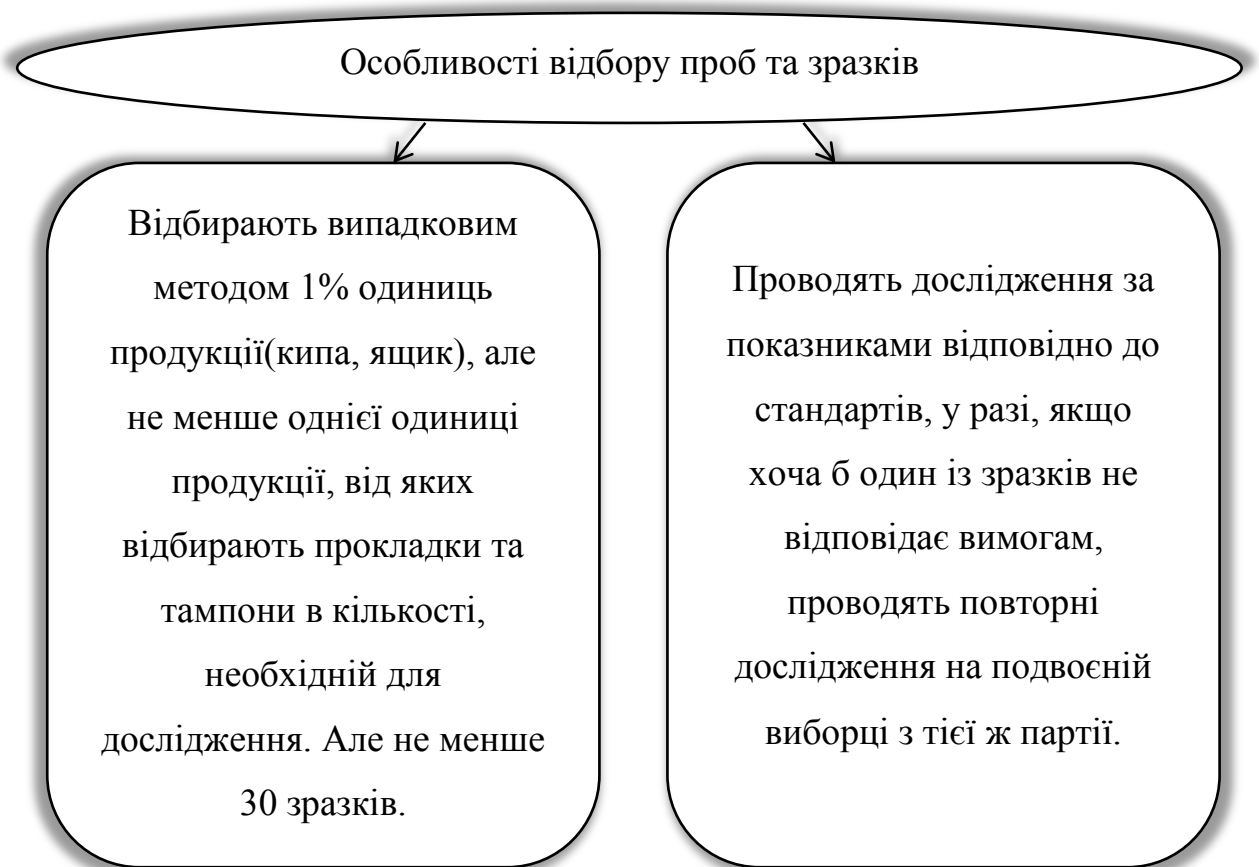 Особливості відбору проб та зразків
Відбирають випадковим
методом 1% одиниць
продукції(кипа, ящик), але
не менше однієї одиниці
продукції, від яких
відбирають прокладки та
тампони в кількості,
необхідній для
дослідження. Але не менше
30 зразків.
Проводять дослідження за
показниками відповідно до
стандартів, у разі, якщо
хоча б один із зразків не
відповідає вимогам,
проводять повторні
дослідження на подвоєній
виборці з тієї ж партії.